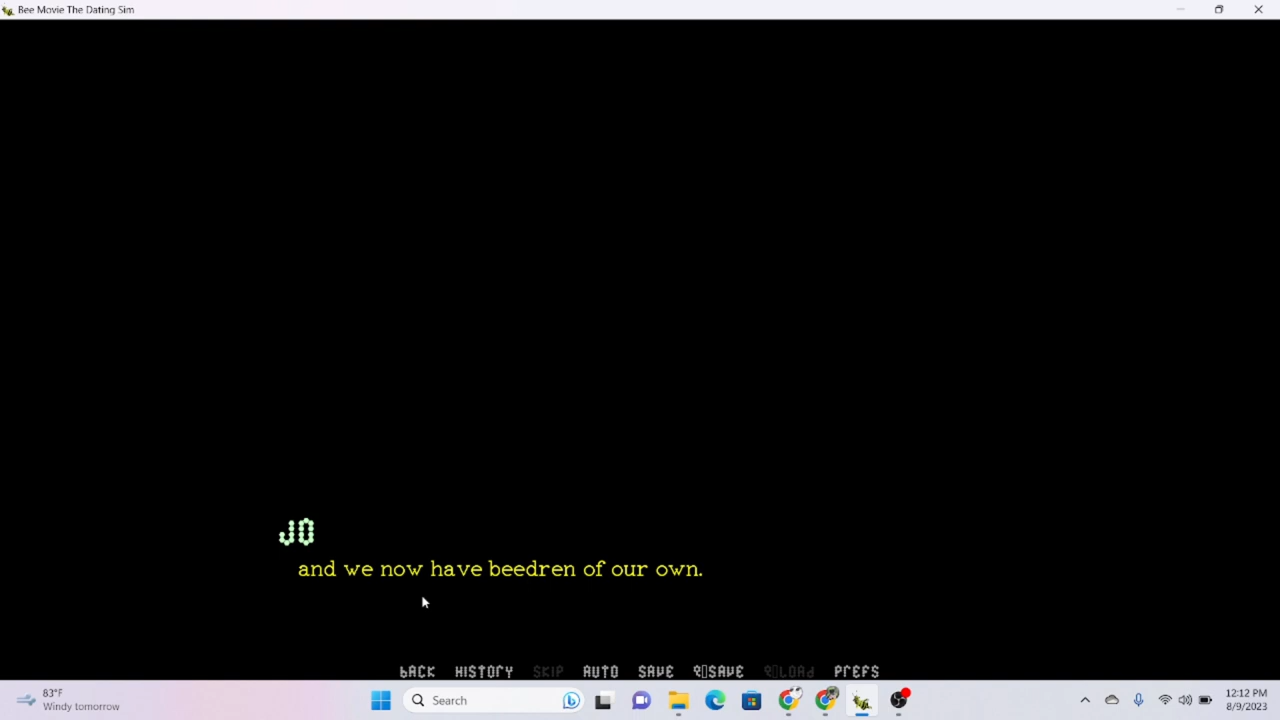 Bee Movie The Dating Sim
JO
and we now have beedren of our own.
bACK HISTOrY SKIP AUTO SAVE Q▯SAVE Q▯LOAd PrEFS
83°F
Windy tomorrow
Search
12:12 PM
8/9/2023